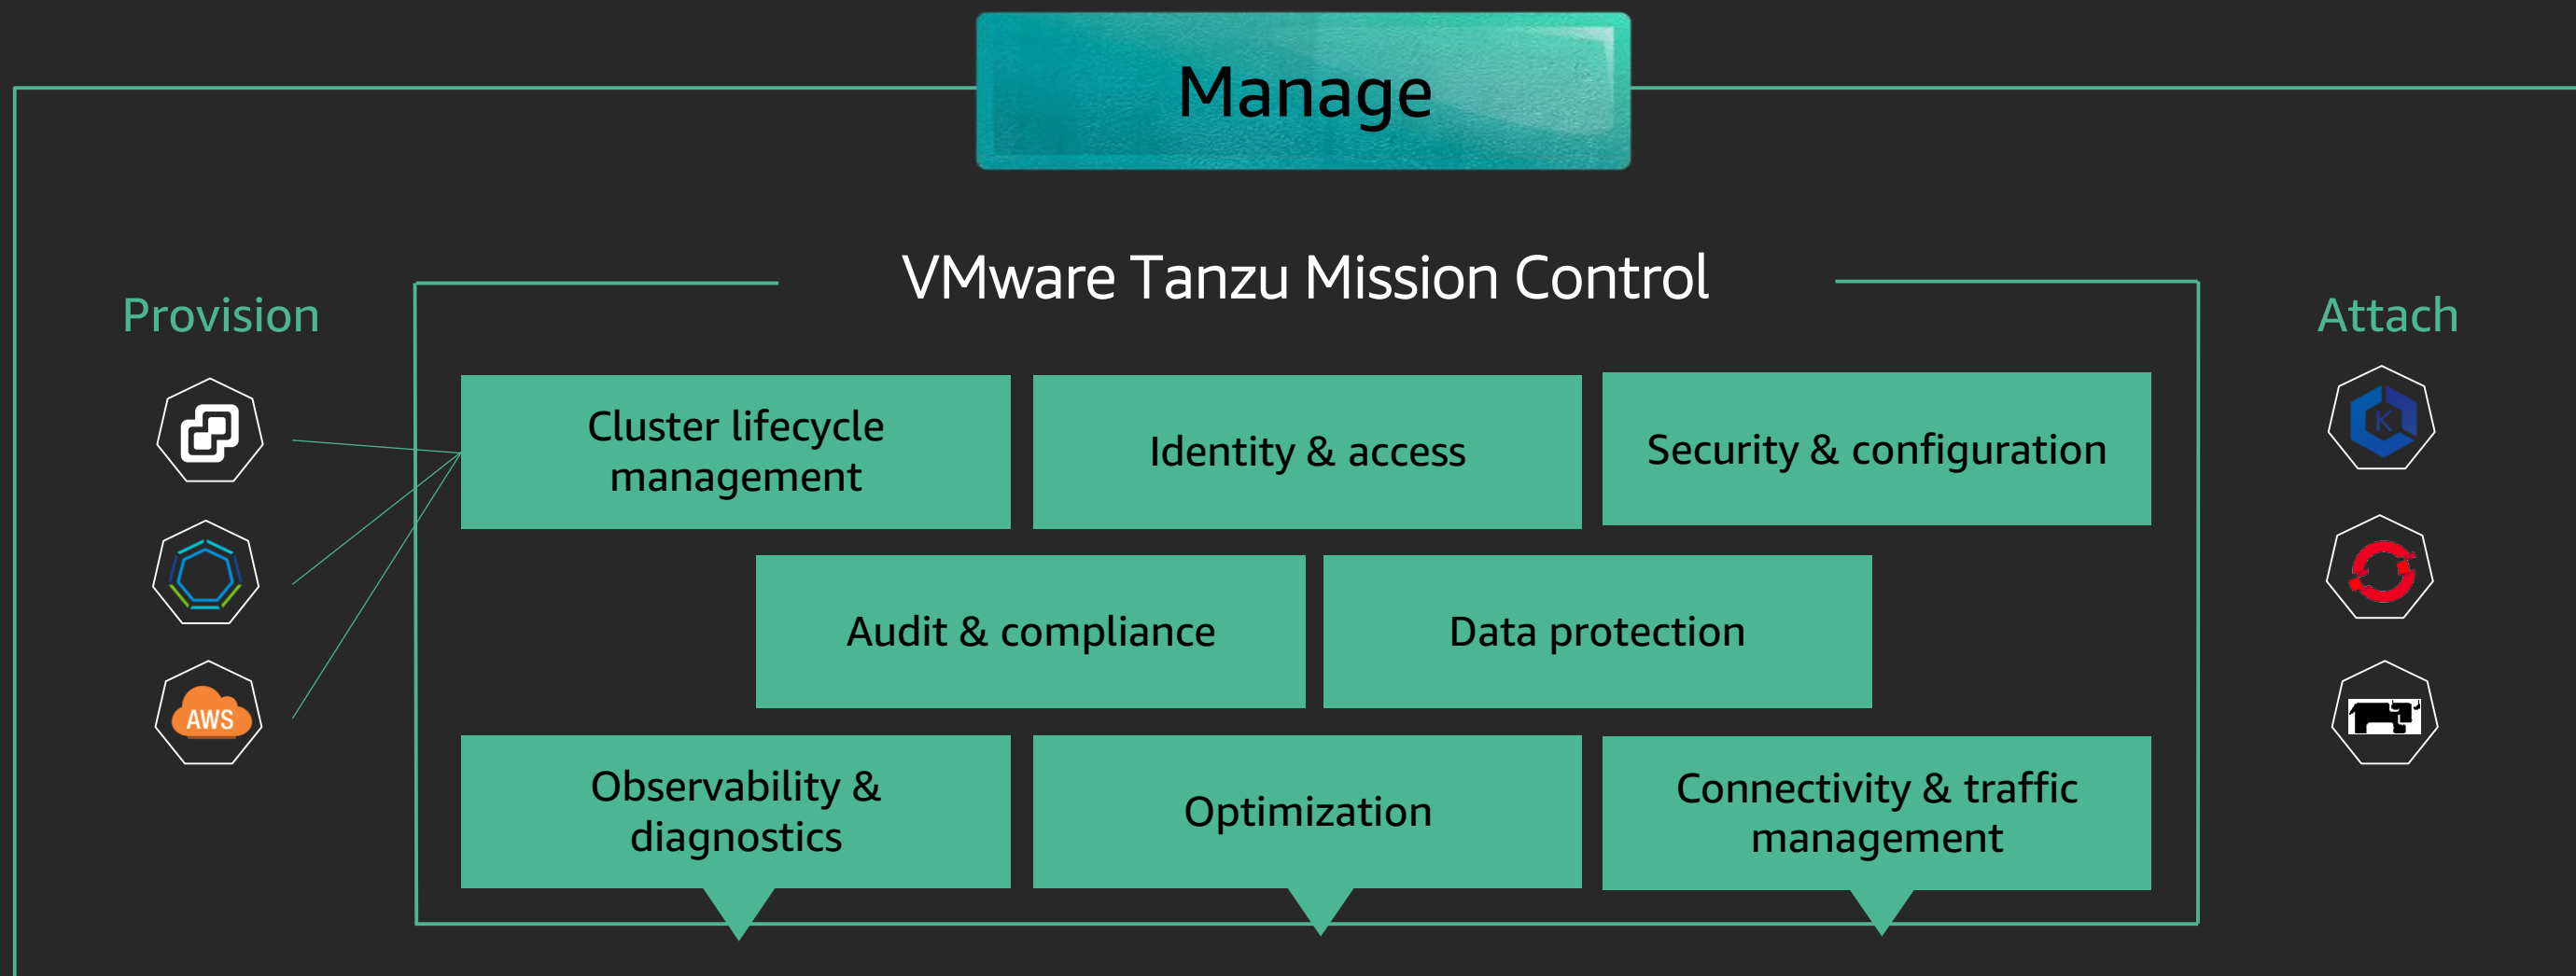 Manage
VMware Tanzu Mission Control
Provision
Attach
Cluster lifecycle
management
Identity & access
Security & configuration
K
Audit & compliance
Data protection
AWS
Observability &
diagnostics
Optimization
Connectivity & traffic
management